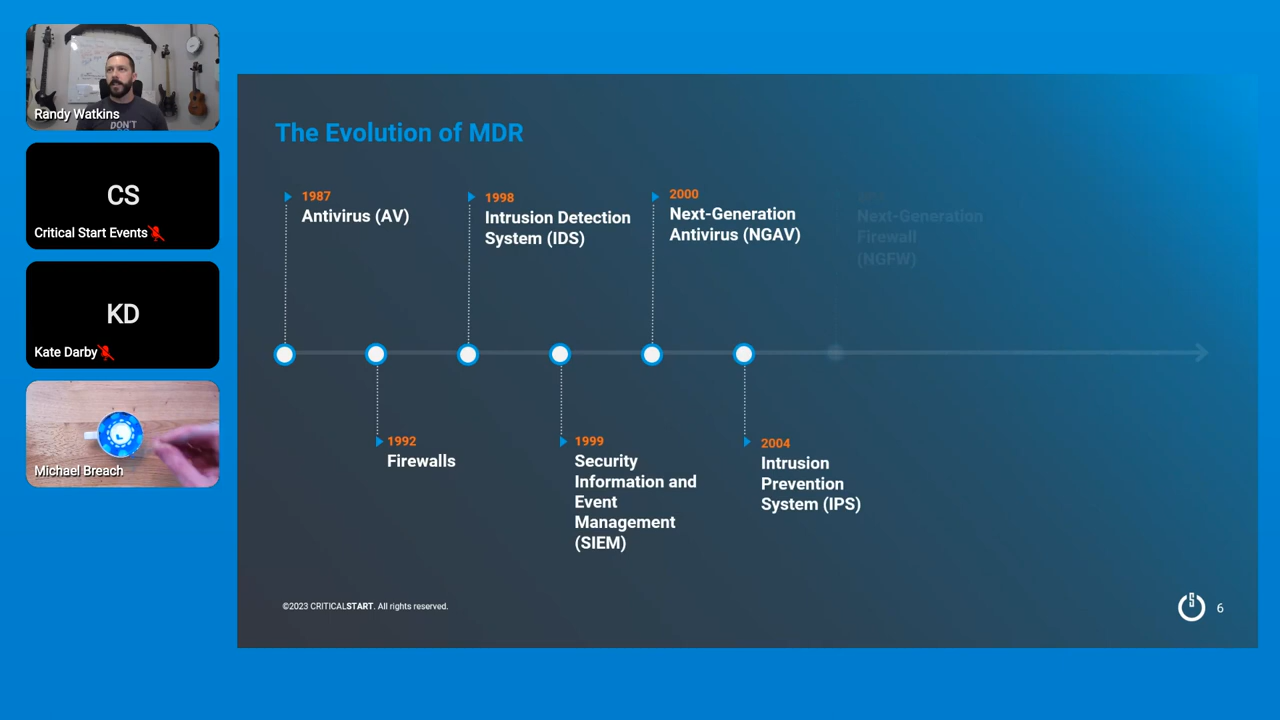 Randy Watkins
DON'T
CS
Critical Start Events
KD
Kate Darby
Michael Breach
The Evolution of MDR
1987
Antivirus (AV)
1998
Intrusion Detection
System (IDS)
2000
Next-Generation
Antivirus (NGAV)
Next-Generation
Firewall
(NGFW)
1992
Firewalls
1999
Security
Information and
Event
Management
(SIEM)
2004
Intrusion
Prevention
System (IPS)
©2023 CRITICALSTART. All rights reserved.
6